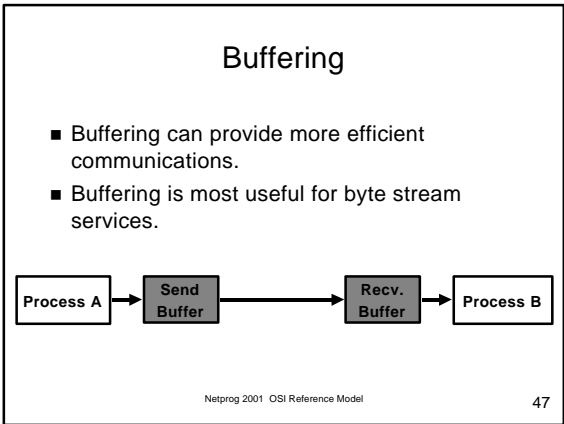 Buffering
■ Buffering can provide more efficient
communications.
■ Buffering is most useful for byte stream
services.
Process A
Send
Buffer
Recv.
Buffer
Process B
Netprog 2001 OSI Reference Model
47